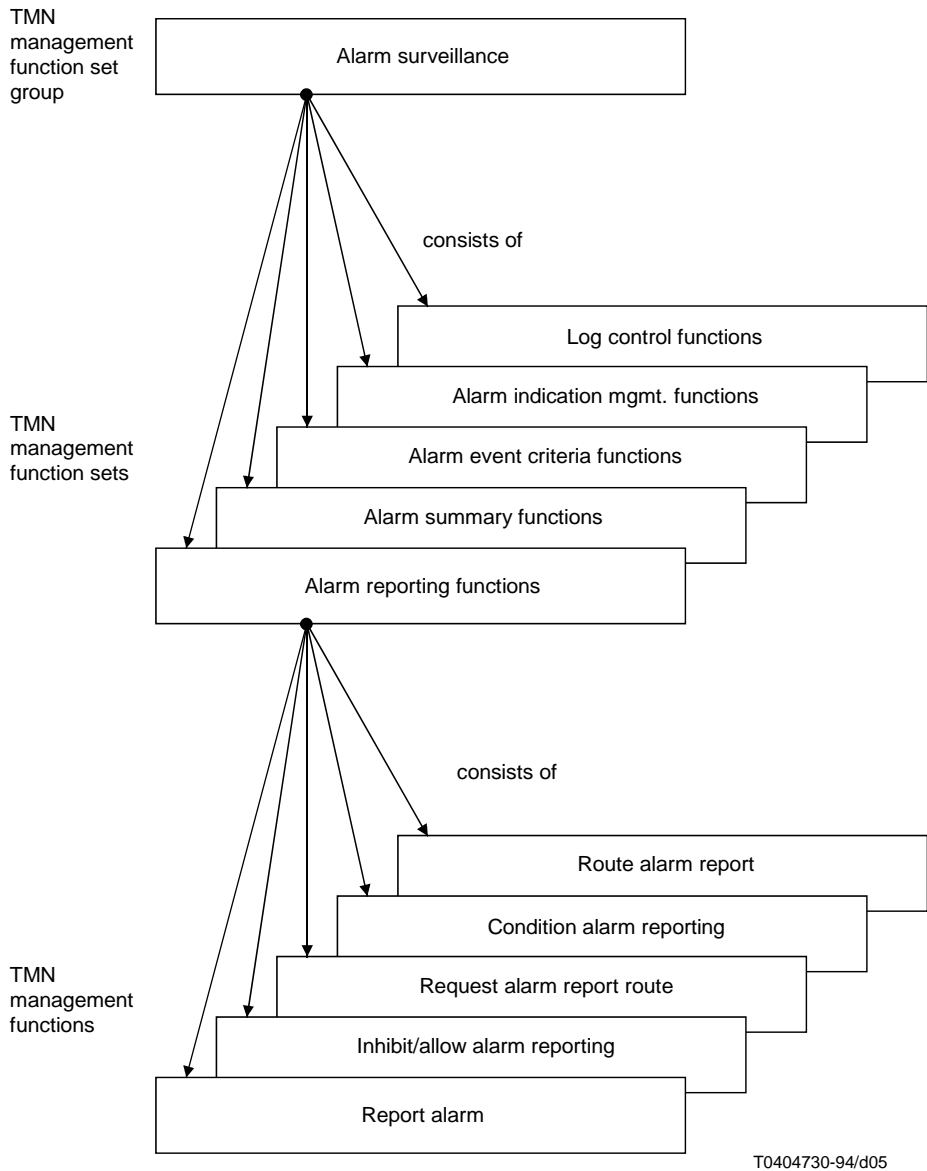 TMN
management
function set
group
Alarm surveillance
consists of
Log control functions
Alarm indication mgmt. functions
TMN
management
function sets
Alarm event criteria functions
Alarm summary functions
Alarm reporting functions
consists of
Route alarm report
Condition alarm reporting
TMN
management
functions
Request alarm report route
Inhibit/allow alarm reporting
Report alarm
T0404730-94/d05